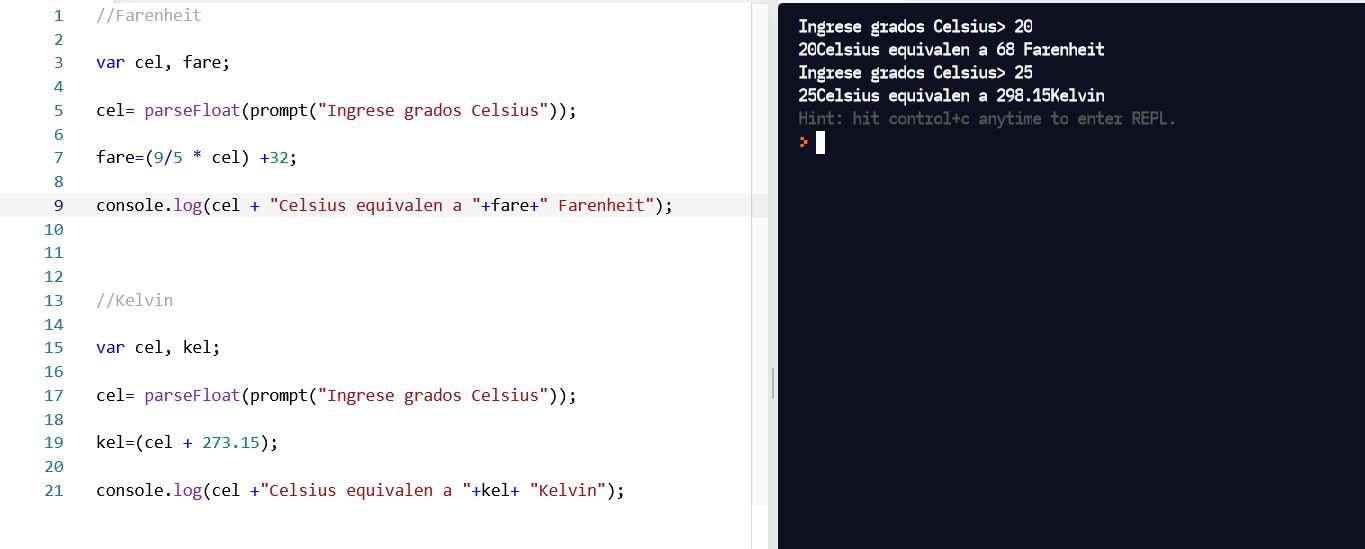 1 //Farenheit
2
3 var cel, fare;
4
5 cel= parseFloat(prompt("Ingrese grados Celsius"));
6
7 fare=(9/5 * cel) +32;
8
9 console.log(cel + "Celsius equivalen a "+fare+" Farenheit");
10
11
12
13 //Kelvin
14
15 var cel, kel;
16
17 cel= parseFloat(prompt("Ingrese grados Celsius"));
18
19 kel=(cel + 273.15);
20
21 console.log(cel +"Celsius equivalen a "+kel+ "Kelvin");
Ingrese grados Celsius> 20
20Celsius equivalen a 68 Farenheit
Ingrese grados Celsius> 25
25Celsius equivalen a 298.15Kelvin
Hint: hit control+c anytime to enter REPL.
>